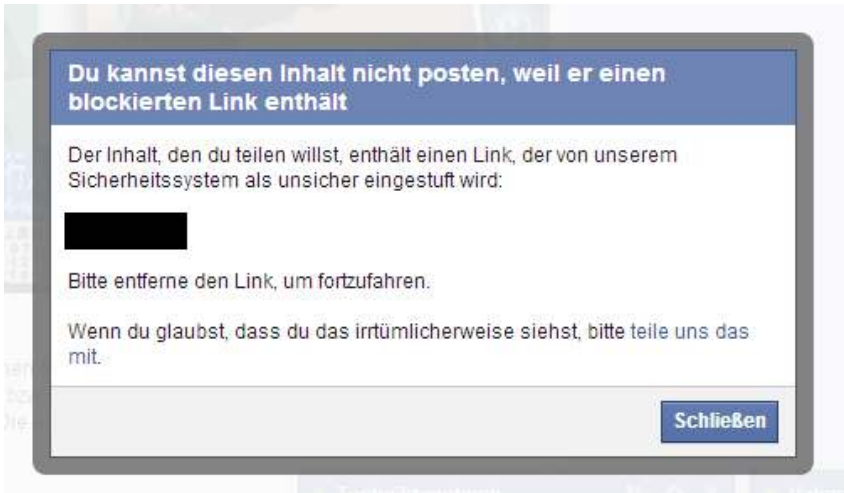 Du kannst diesen Inhalt nicht posten, weil er einen
blockierten Link enthält
Der Inhalt, den du teilen willst, enthält einen Link, der von unserem
Sicherheitssystem als unsicher eingestuft wird:
Bitte entferne den Link, um fortzufahren.
Wenn du glaubst, dass du das irrtümlicherweise siehst, bitte teile uns das
mit.
Schließen